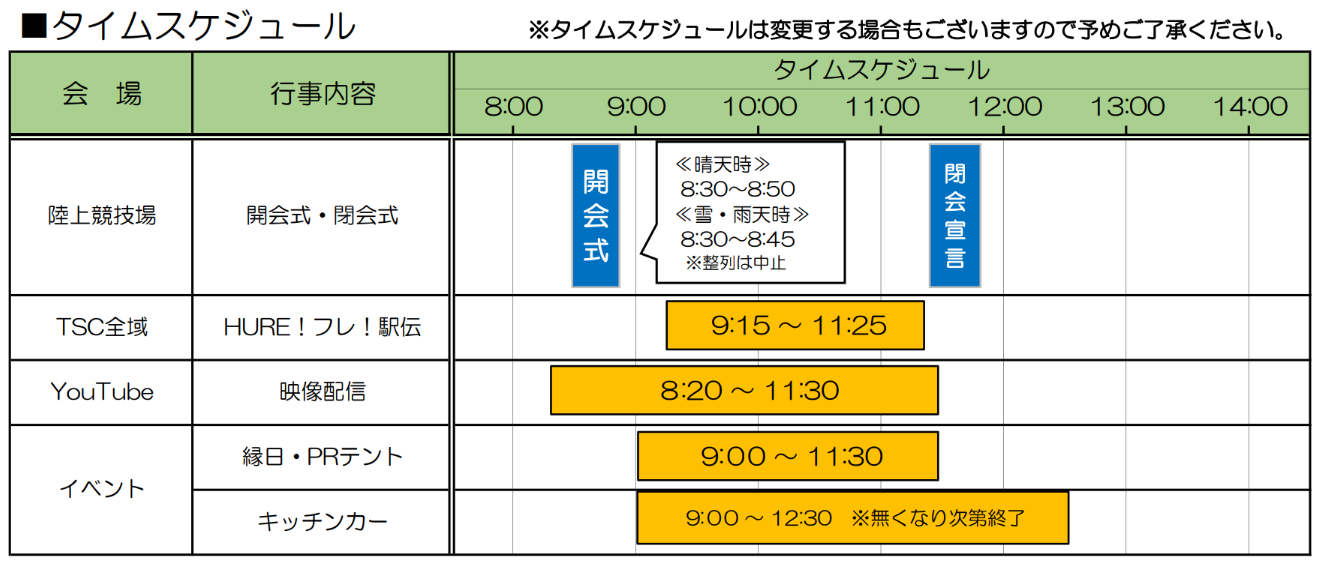 ■タイムスケジュール
※タイムスケジュールは変更する場合もございますので予めご了承ください。
会 場
行事内容
タイムスケジュール
8:00 9:00 10:00 11:00 12:00 13:00 14:00
陸上競技場
開会式・閉会式
開会式
≪晴天時≫
8:30～8:50
≪雪・雨天時≫
8:30～8:45
※整列は中止
閉会宣言
TSC全域
HURE！フレ！駅伝
9:15 ～ 11:25
YouTube
映像配信
8:20 ～ 11:30
イベント
縁日・PRテント
9:00 ～ 11:30
キッチンカー
9:00 ～ 12:30 ※無くなり次第終了